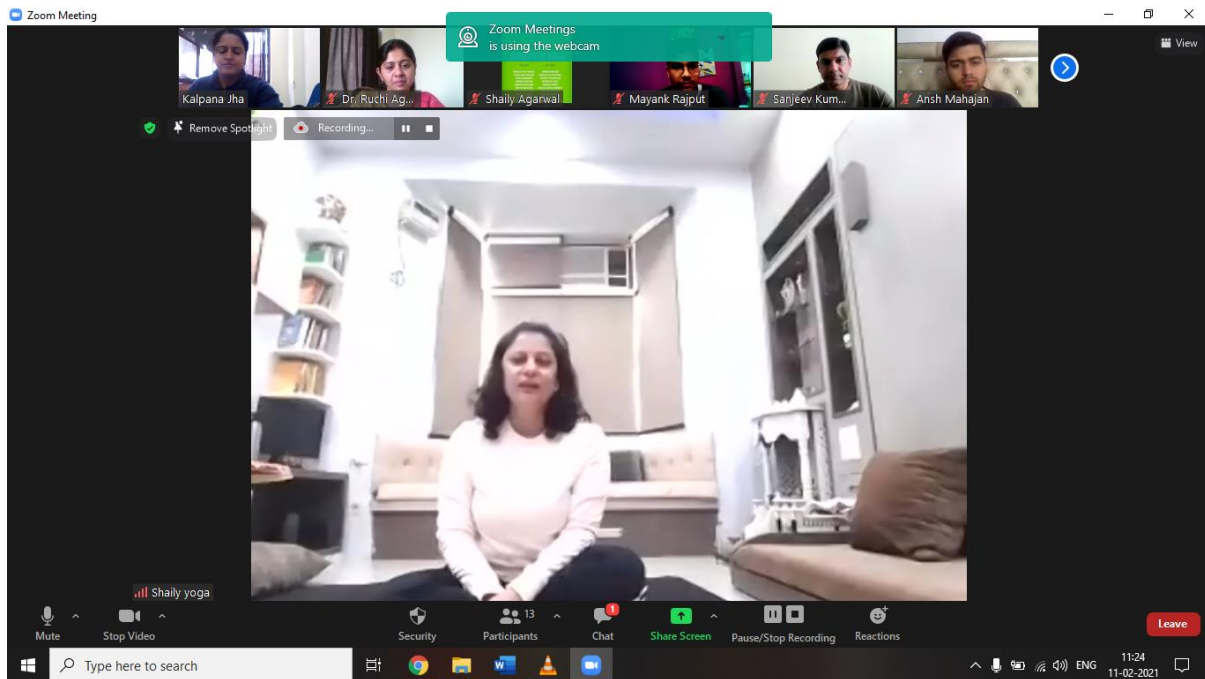 Zoom Meeting
Zoom Meetings
is using the webcam
View
Kalpana Jha
Dr. Ruchi Ag...
Shaily Agarwal
Mayank Rajput
Sanjeev Kum...
Ansh Mahajan
Remove Spotlight
Recording...
Shaily yoga
Mute
Stop Video
Security
13
Participants
1
Chat
Share Screen
Pause/Stop Recording
Reactions
Leave
Type here to search
W
ENG
11:24
11-02-2021